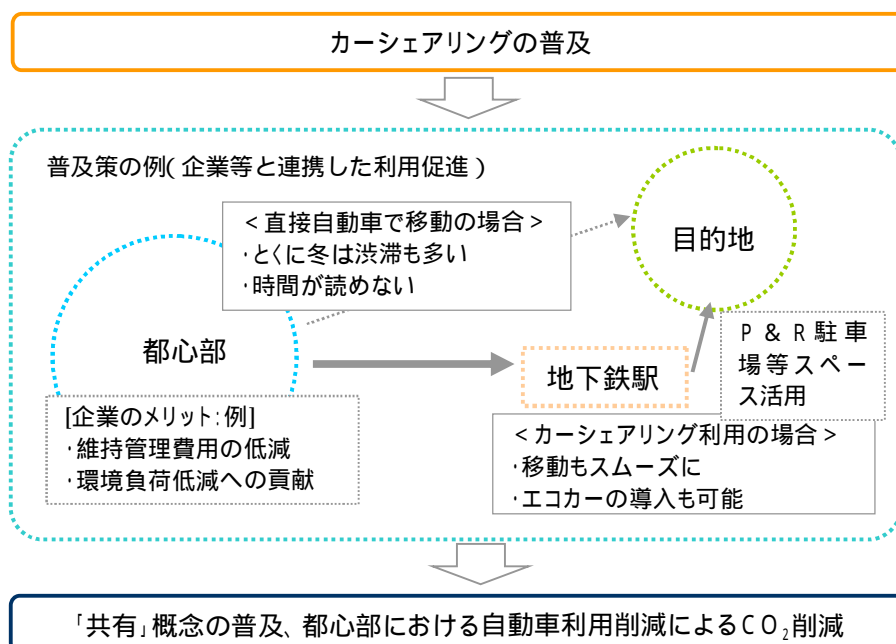 カーシェアリングの普及
普及策の例(企業等と連携した利用促進)
<直接自動車で移動の場合>
・とくに冬は渋滞も多い
・時間が読めない
目的地
都心部
地下鉄駅
P&R駐車
場等スペー
ス活用
[企業のメリット:例]
・維持管理費用の低減
・環境負荷低減への貢献
<カーシェアリング利用の場合>
・移動もスムーズに
・エコカーの導入も可能
「共有」概念の普及、都心部における自動車利用削減によるCO₂削減